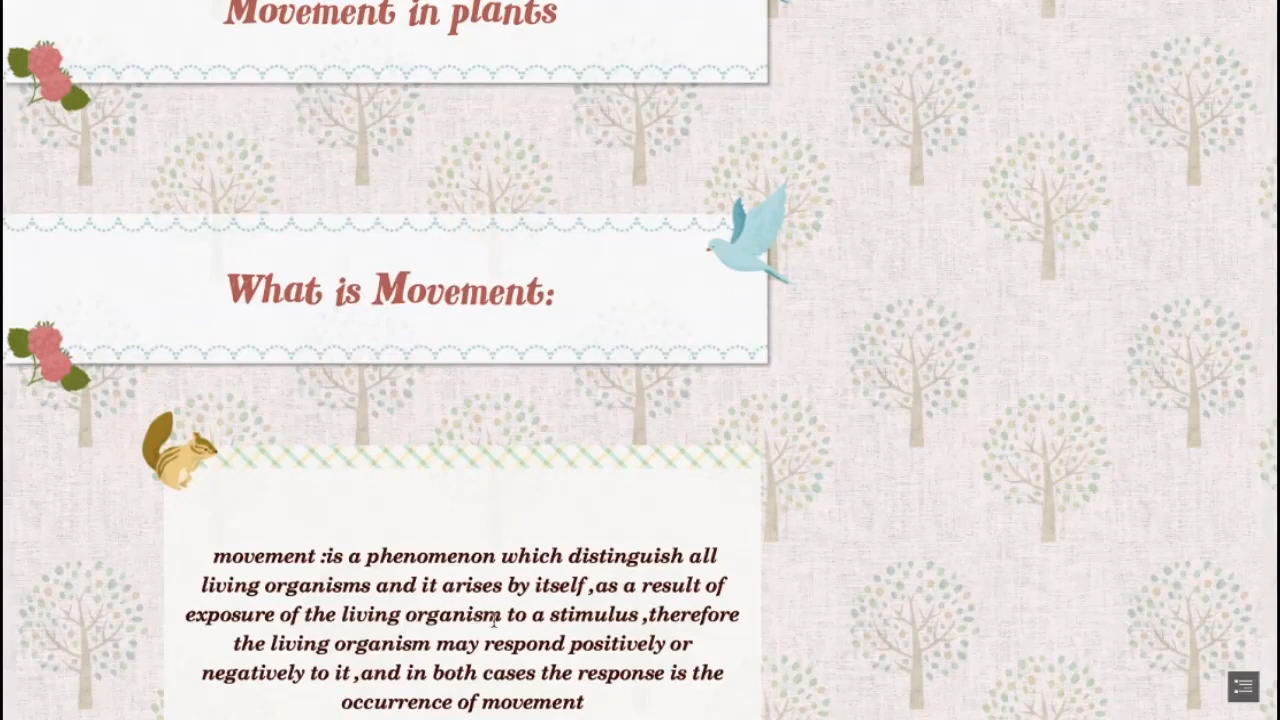 Movement in plants
What is Movement:
movement :is a phenomenon which distinguish all
living organisms and it arises by itself ,as a result of
exposure of the living organism to a stimulus ,therefore
the living organism may respond positively or
negatively to it ,and in both cases the response is the
occurrence of movement